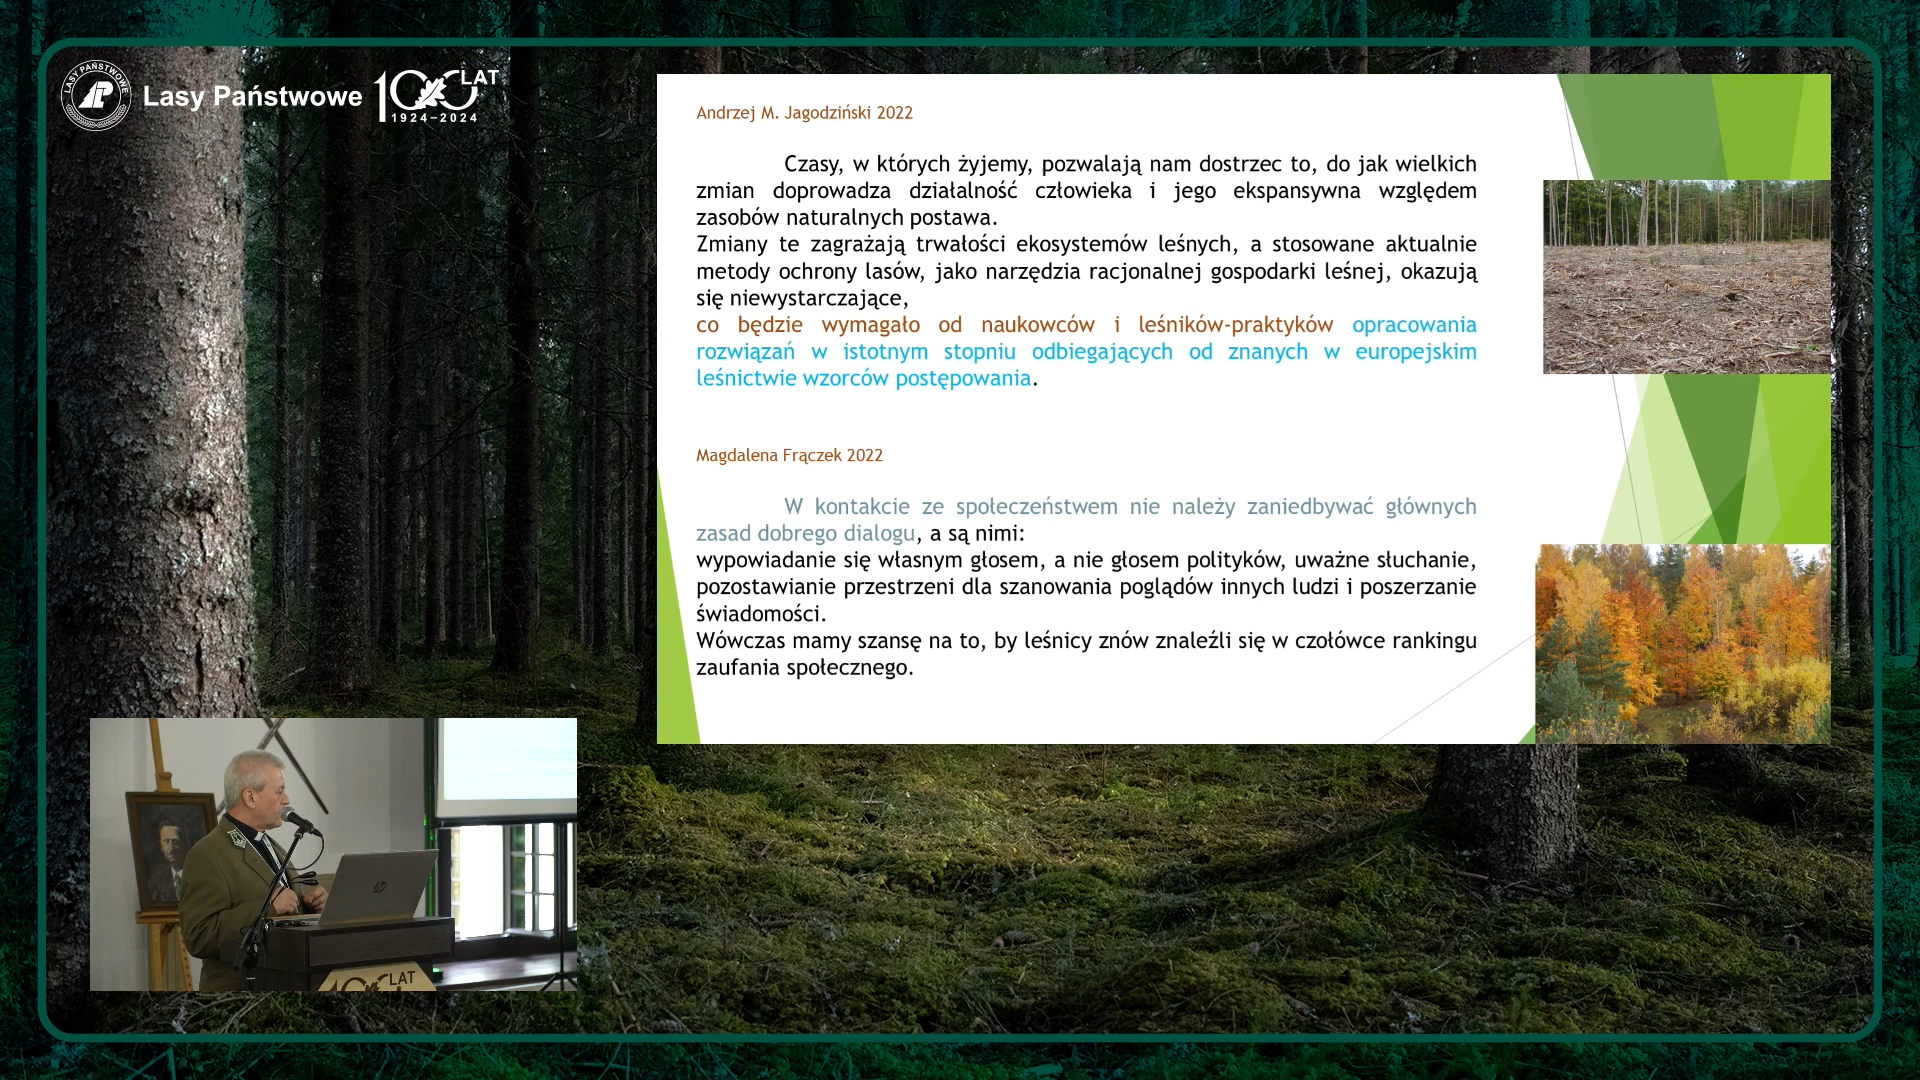 LASY PAŃSTWOWE
Lasy Państwowe
100 LAT
1924–2024
Andrzej M. Jagodziński 2022
Czasy, w których żyjemy, pozwalają nam dostrzec to, do jak wielkich
zmian doprowadza działalność człowieka i jego ekspansywna względem
zasobów naturalnych postawa.
Zmiany te zagrażają trwałości ekosystemów leśnych, a stosowane aktualnie
metody ochrony lasów, jako narzędzia racjonalnej gospodarki leśnej, okazują
się niewystarczające,
co będzie wymagało od naukowców i leśników-praktyków opracowania
rozwiązań w istotnym stopniu odbiegających od znanych w europejskim
leśnictwie wzorców postępowania.
Magdalena Frączek 2022
W kontakcie ze społeczeństwem nie należy zaniedbywać głównych
zasad dobrego dialogu, a są nimi:
wypowiadanie się własnym głosem, a nie głosem polityków, uważne słuchanie,
pozostawianie przestrzeni dla szanowania poglądów innych ludzi i poszerzanie
świadomości.
Wówczas mamy szansę na to, by leśnicy znów znaleźli się w czołówce rankingu
zaufania społecznego.
hp
100 LAT